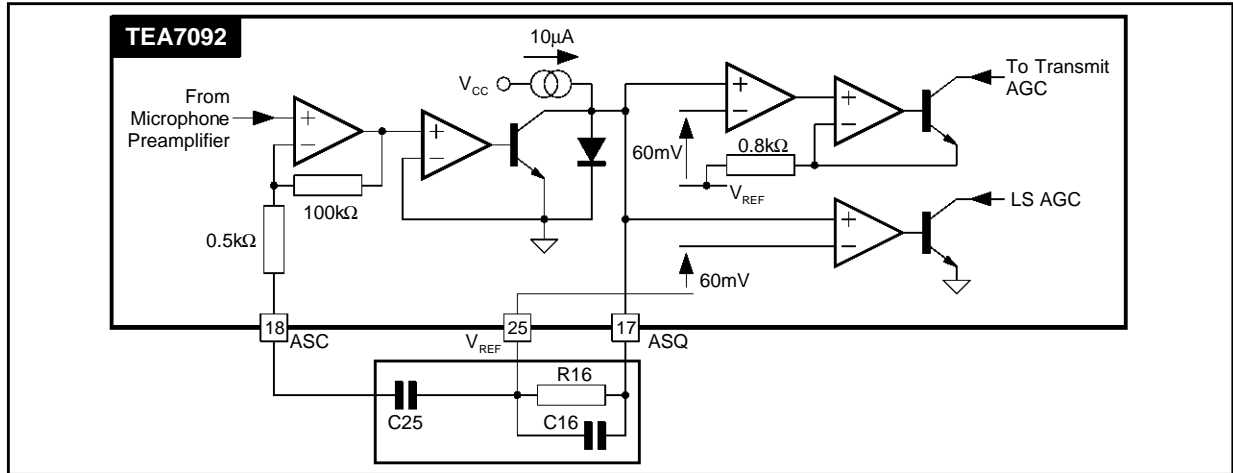 TEA7092
10µA
V_CC
From
Microphone
Preamplifier
+
−
100kΩ
0.5kΩ
+
−
+
−
60mV
0.8kΩ
V_REF
+
−
To Transmit
AGC
+
−
LS AGC
60mV
18
ASC
V_REF
25
17
ASQ
R16
C25
C16